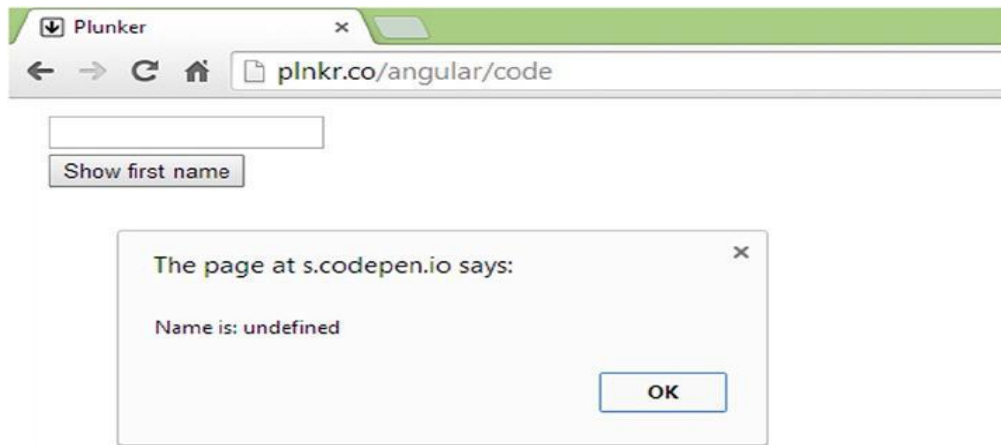 Plunker
plnkr.co/angular/code
Show first name
The page at s.codepen.io says:
Name is: undefined
OK